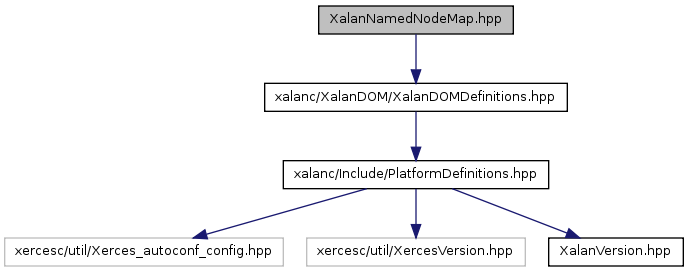 XalanNamedNodeMap.hpp
xalanc/XalanDOM/XalanDOMDefinitions.hpp
xalanc/Include/PlatformDefinitions.hpp
xercesc/util/Xerces_autoconf_config.hpp
xercesc/util/XercesVersion.hpp
XalanVersion.hpp